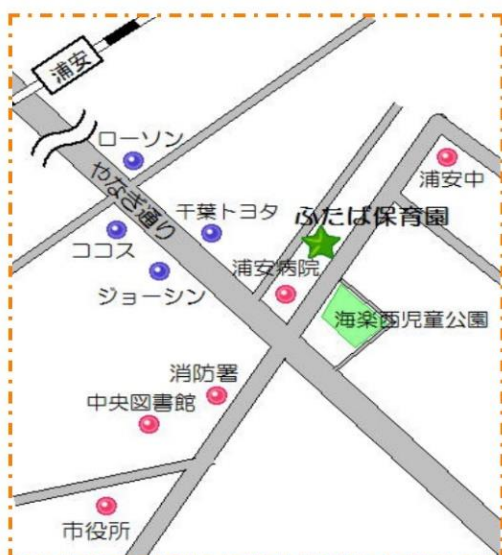 浦安
ローソン
やなぎ通り
浦安中
千葉トヨタ
ふたば保育園
ココス
浦安病院
ジョーシン
海楽西児童公園
消防署
中央図書館
市役所